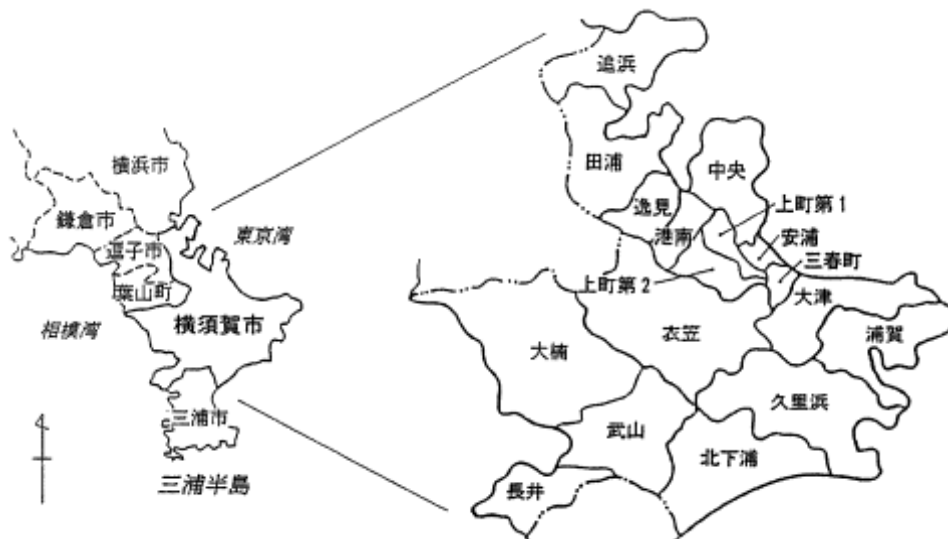 横浜市
鎌倉市
逗子市
葉山町
東京湾
相模湾
横須賀市
三浦市
三浦半島
追浜
田浦
中央
逸見
港南
上町第1
安浦
三春町
上町第2
大津
浦賀
衣笠
大楠
久里浜
武山
北下浦
長井